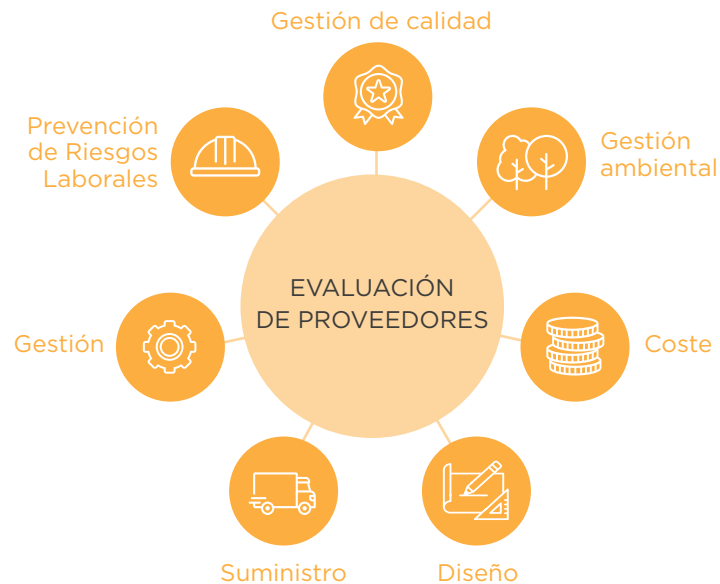 Gestión de calidad
Prevención
de Riesgos
Laborales
Gestión
ambiental
EVALUACIÓN
DE PROVEEDORES
Gestión
Coste
Suministro
Diseño